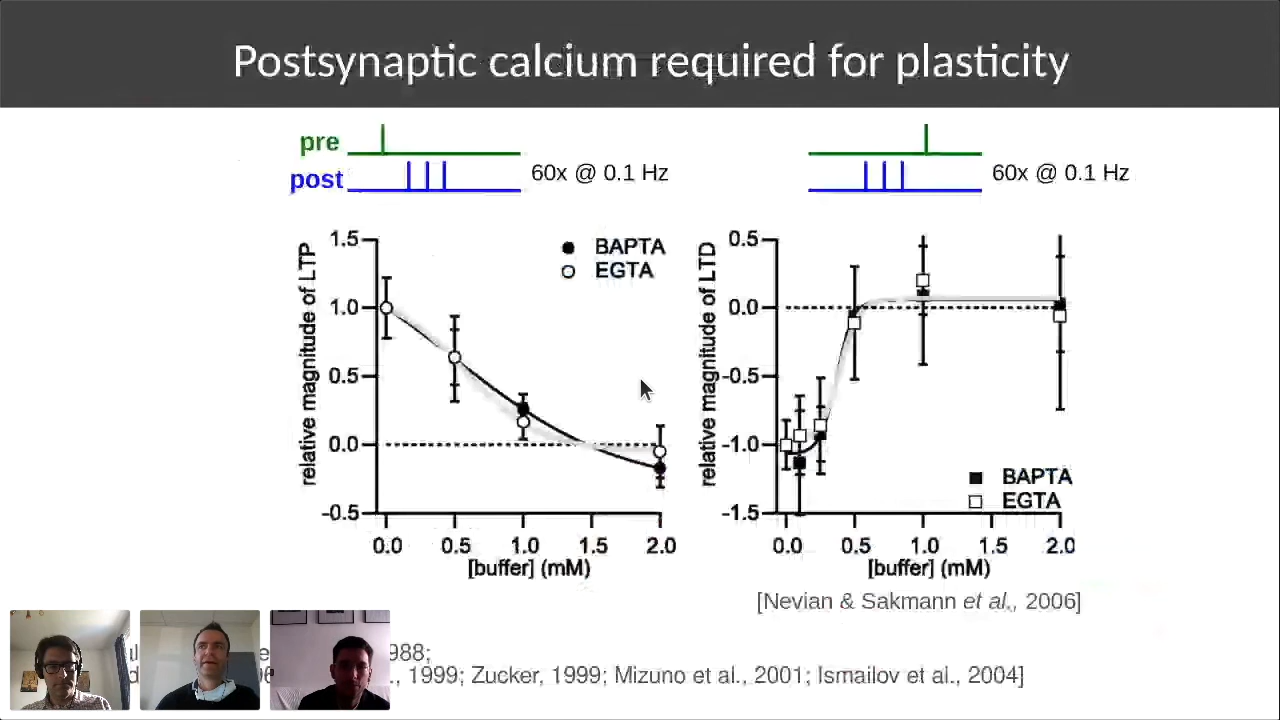 Postsynaptic calcium required for plasticity
pre
post
60x @ 0.1 Hz
60x @ 0.1 Hz
relative magnitude of LTP
1.5
1.0
0.5
0.0
-0.5
BAPTA
EGTA
0.0 0.5 1.0 1.5 2.0
[buffer] (mM)
relative magnitude of LTD
0.5
0.0
-0.5
-1.0
-1.5
BAPTA
EGTA
0.0 0.5 1.0 1.5 2.0
[buffer] (mM)
[Nevian & Sakmann et al., 2006]
988;
., 1999; Zucker, 1999; Mizuno et al., 2001; Ismailov et al., 2004]